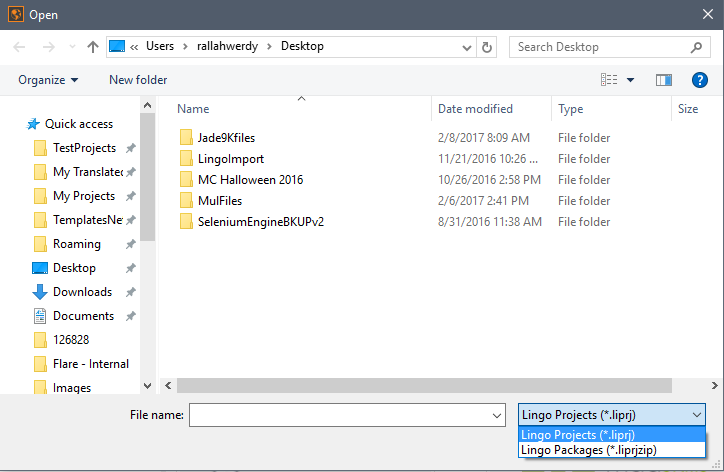 Open
Users rallahwerdy Desktop
Search Desktop
Organize New folder
Name Date modified Type Size
Quick access
TestProjects
My Translated
My Projects
TemplatesNe
Roaming
Desktop
Downloads
Documents
126828
Flare - Internal
Images
Jade9Kfiles 2/8/2017 8:09 AM File folder
LingoImport 11/21/2016 10:26 ... File folder
MC Halloween 2016 10/26/2016 2:58 PM File folder
MulFiles 2/6/2017 2:41 PM File folder
SeleniumEngineBKUPv2 8/31/2016 11:38 AM File folder
File name: Lingo Projects (*.liprj)
Lingo Projects (*.liprj)
Lingo Packages (*.liprjzip)